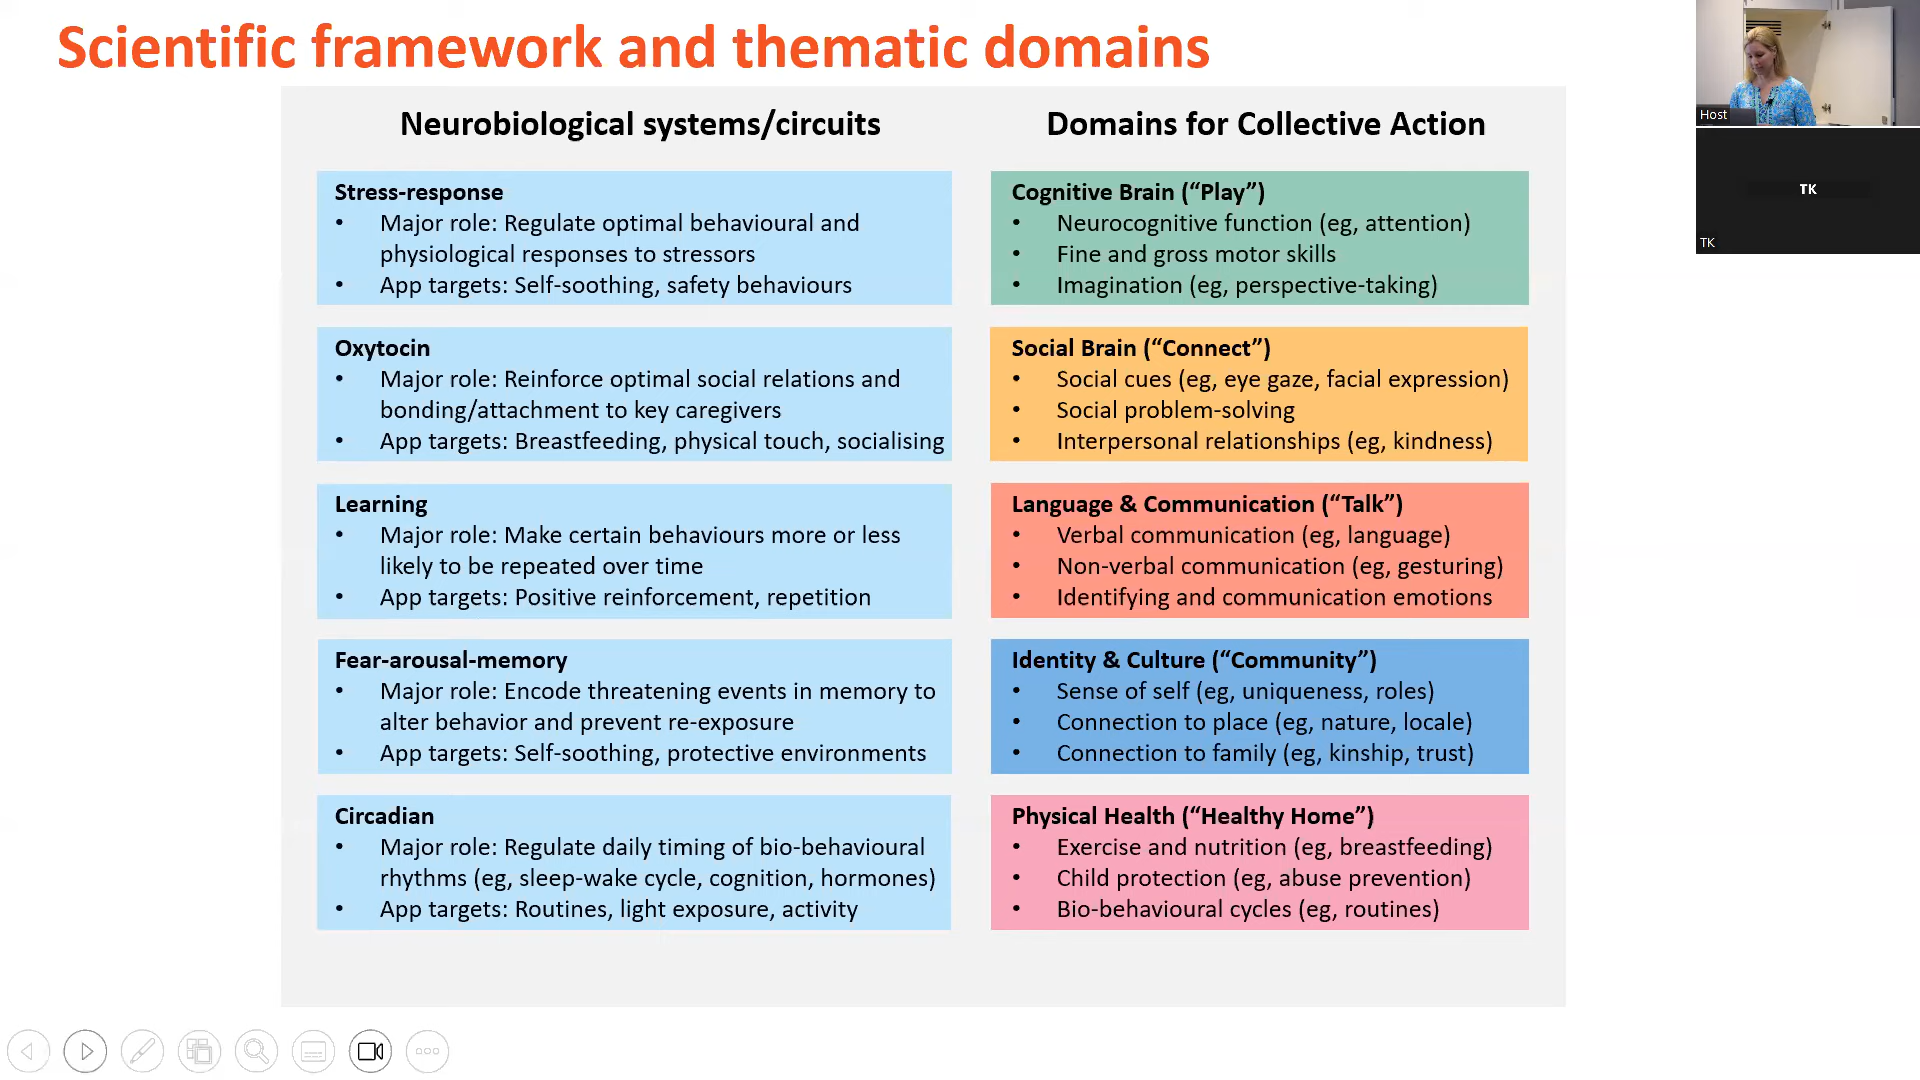 Scientific framework and thematic domains
Neurobiological systems/circuits
Stress-response
• Major role: Regulate optimal behavioural and
physiological responses to stressors
• App targets: Self-soothing, safety behaviours
Oxytocin
• Major role: Reinforce optimal social relations and
bonding/attachment to key caregivers
• App targets: Breastfeeding, physical touch, socialising
Learning
• Major role: Make certain behaviours more or less
likely to be repeated over time
• App targets: Positive reinforcement, repetition
Fear-arousal-memory
• Major role: Encode threatening events in memory to
alter behavior and prevent re-exposure
• App targets: Self-soothing, protective environments
Circadian
• Major role: Regulate daily timing of bio-behavioural
rhythms (eg, sleep-wake cycle, cognition, hormones)
• App targets: Routines, light exposure, activity
Domains for Collective Action
Cognitive Brain (“Play”)
• Neurocognitive function (eg, attention)
• Fine and gross motor skills
• Imagination (eg, perspective-taking)
Social Brain (“Connect”)
• Social cues (eg, eye gaze, facial expression)
• Social problem-solving
• Interpersonal relationships (eg, kindness)
Language & Communication (“Talk”)
• Verbal communication (eg, language)
• Non-verbal communication (eg, gesturing)
• Identifying and communication emotions
Identity & Culture (“Community”)
• Sense of self (eg, uniqueness, roles)
• Connection to place (eg, nature, locale)
• Connection to family (eg, kinship, trust)
Physical Health (“Healthy Home”)
• Exercise and nutrition (eg, breastfeeding)
• Child protection (eg, abuse prevention)
• Bio-behavioural cycles (eg, routines)
Host
TK
TK